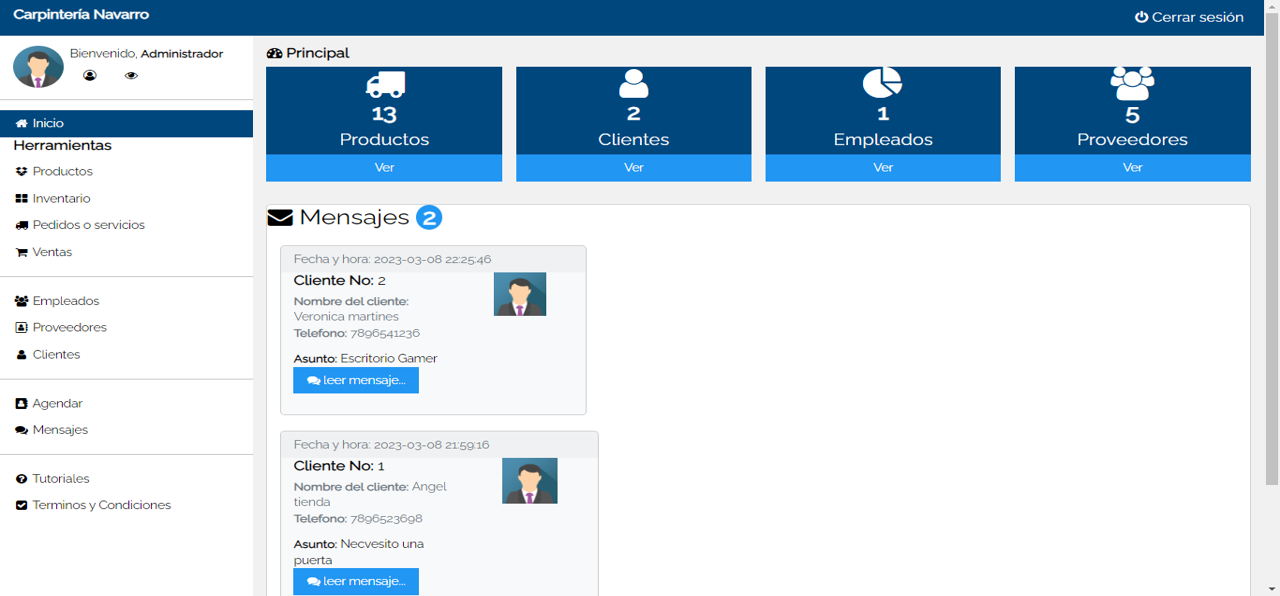 Carpintería Navarro
Cerrar sesión
Bienvenido, Administrador
Inicio
Herramientas
Productos
Inventario
Pedidos o servicios
Ventas
Empleados
Proveedores
Clientes
Agendar
Mensajes
Tutoriales
Terminos y Condiciones
Principal
13
Productos
Ver
2
Clientes
Ver
1
Empleados
Ver
5
Proveedores
Ver
Mensajes 2
Fecha y hora: 2023-03-08 22:25:46
Cliente No: 2
Nombre del cliente:
Veronica martines
Telefono: 7896541236
Asunto: Escritorio Gamer
leer mensaje...
Fecha y hora: 2023-03-08 21:59:16
Cliente No: 1
Nombre del cliente: Angel
tienda
Telefono: 7896523698
Asunto: Necvesito una
puerta
leer mensaje...